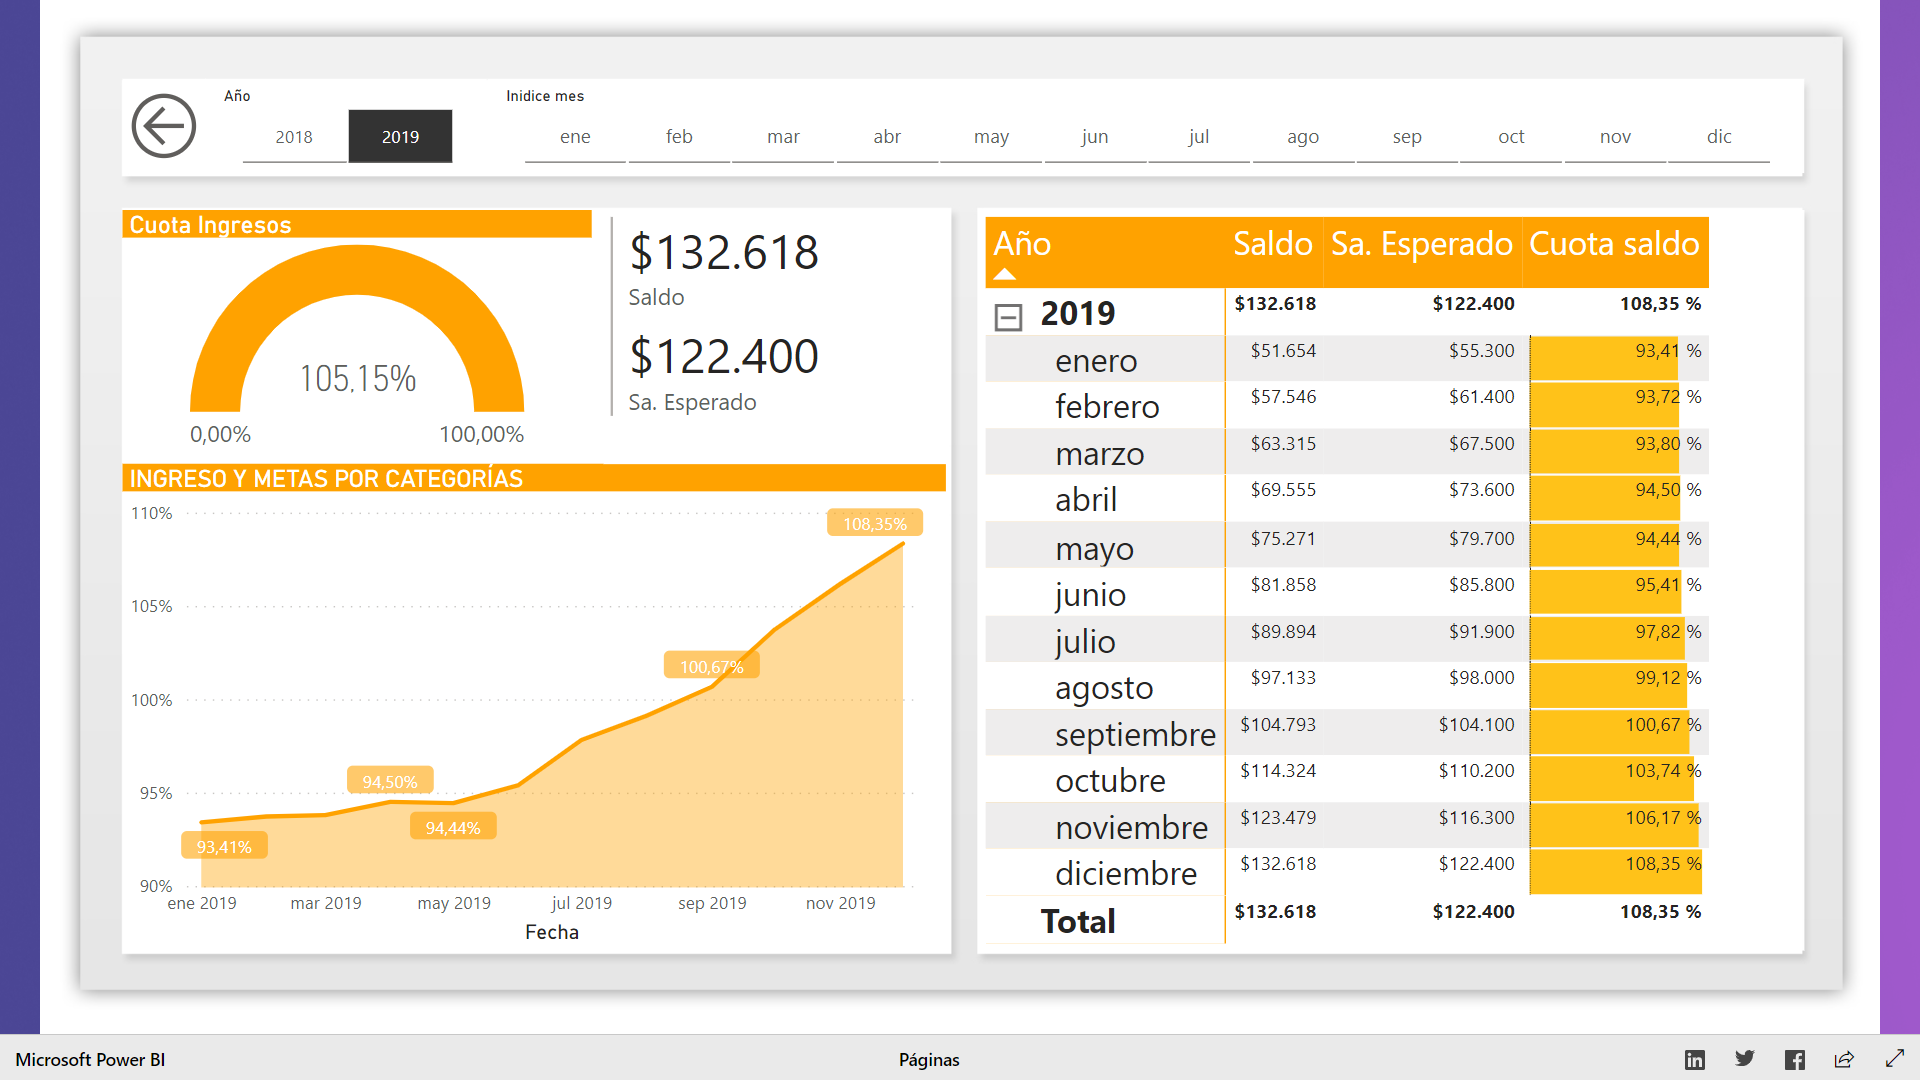 Año
2018
2019
Inidice mes
ene
feb
mar
abr
may
jun
jul
ago
sep
oct
nov
dic
Cuota Ingresos
105,15%
0,00%
100,00%
$132.618
Saldo
$122.400
Sa. Esperado
INGRESO Y METAS POR CATEGORÍAS
110%
105%
100%
95%
90%
108,35%
100,67%
94,50%
94,44%
93,41%
ene 2019
mar 2019
may 2019
jul 2019
sep 2019
nov 2019
Fecha
Año Saldo Sa. Esperado Cuota saldo
2019 $132.618 $122.400 108,35 %
enero $51.654 $55.300 93,41 %
febrero $57.546 $61.400 93,72 %
marzo $63.315 $67.500 93,80 %
abril $69.555 $73.600 94,50 %
mayo $75.271 $79.700 94,44 %
junio $81.858 $85.800 95,41 %
julio $89.894 $91.900 97,82 %
agosto $97.133 $98.000 99,12 %
septiembre $104.793 $104.100 100,67 %
octubre $114.324 $110.200 103,74 %
noviembre $123.479 $116.300 106,17 %
diciembre $132.618 $122.400 108,35 %
Total $132.618 $122.400 108,35 %
Microsoft Power BI
Páginas